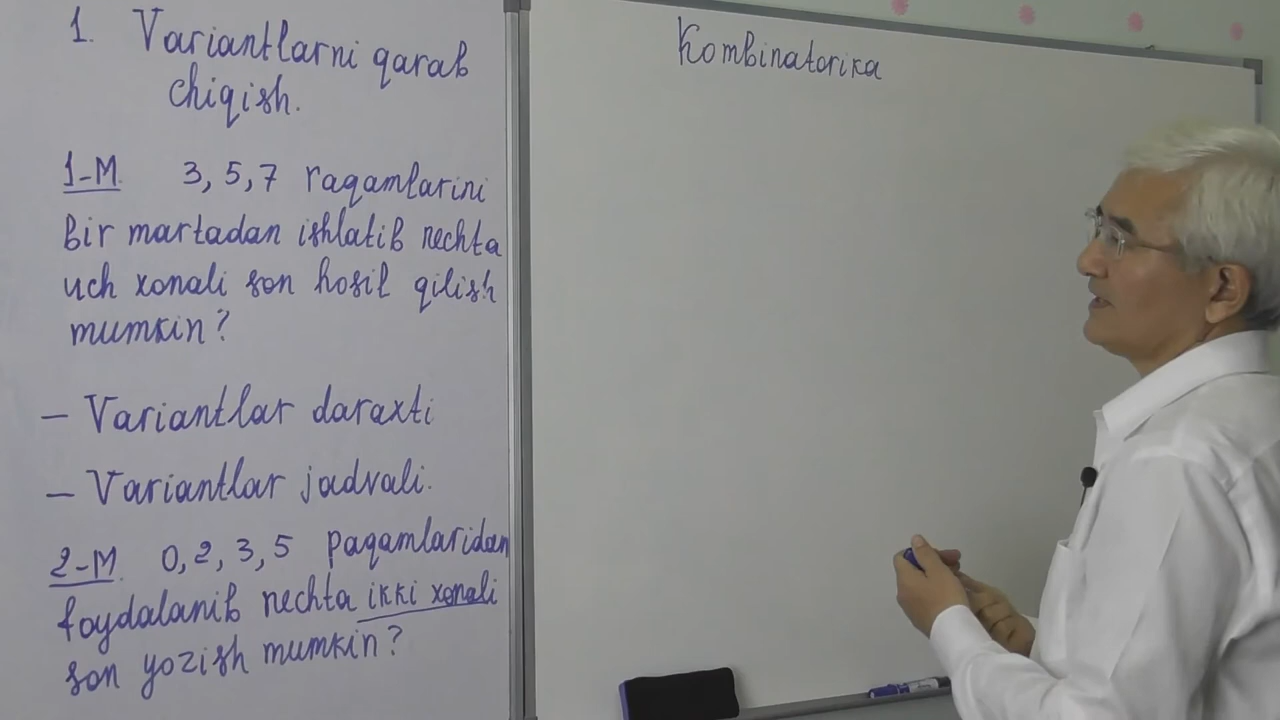 1. Variantlarni qarab
chiqish.
1-M. 3, 5, 7 raqamlarini
bir martadan ishlatib nechta
uch xonali son hosil qilish
mumkin?
- Variantlar daraxti
- Variantlar jadvali.
2-M. 0, 2, 3, 5 paqamlaridan
foydalanib nechta ikki xonali
son yozish mumkin?
Kombinatorika